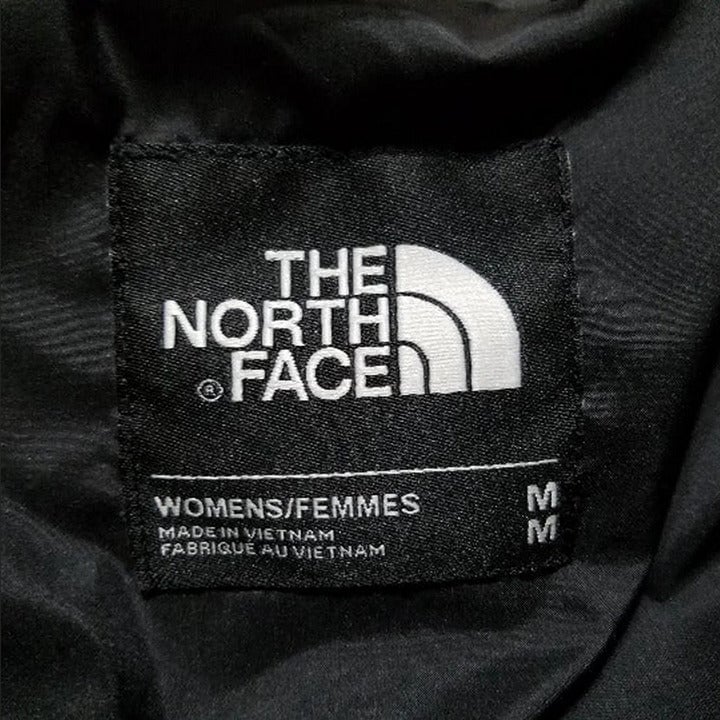 THE
NORTH
® FACE
WOMENS/FEMMES M
MADE IN VIETNAM M
FABRIQUE AU VIETNAM